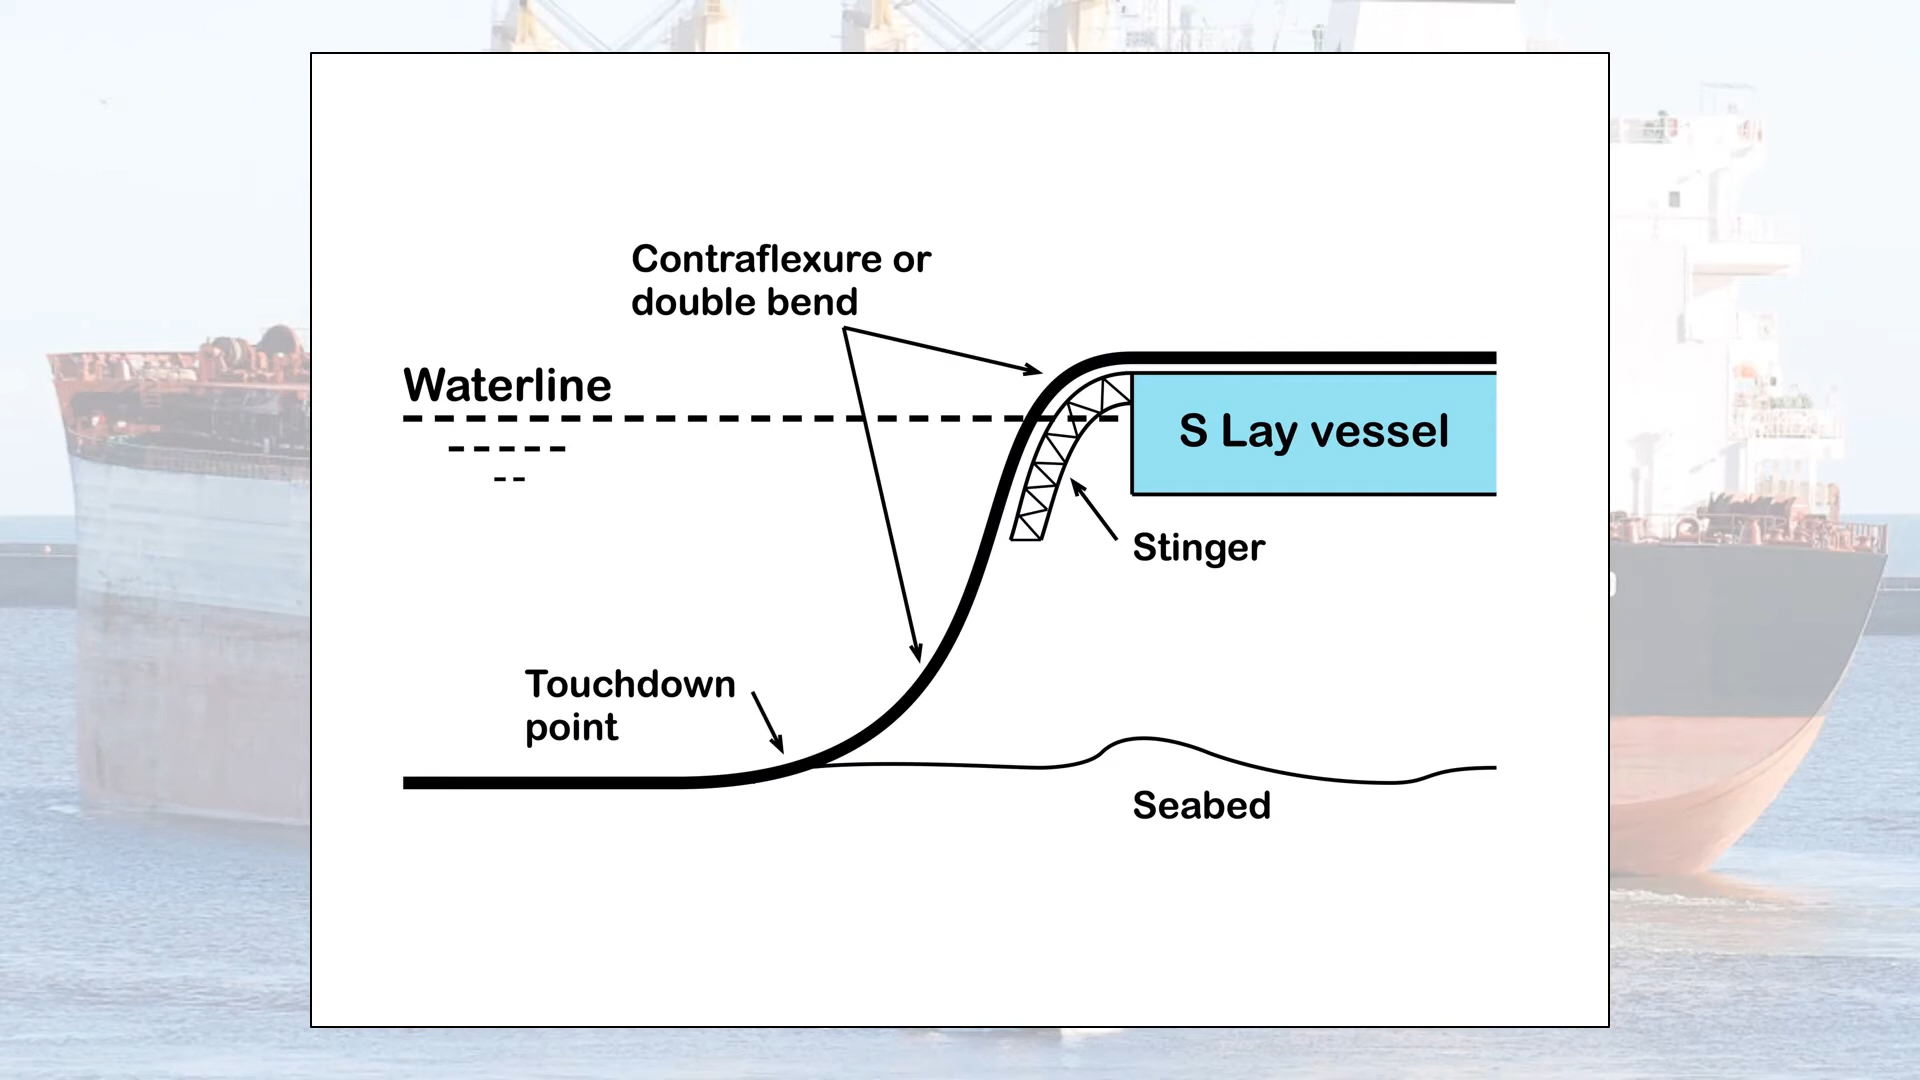 Contraflexure or
double bend
Waterline
S Lay vessel
Stinger
Touchdown
point
Seabed